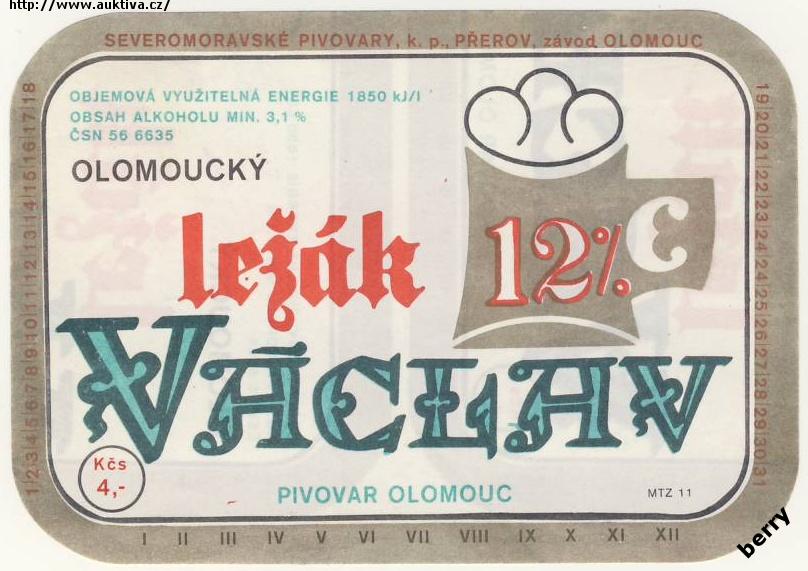 http://www.auktiva.cz/
SEVEROMORAVSKÉ PIVOVARY, k. p., PŘEROV, závod OLOMOUC
OBJEMOVÁ VYUŽITELNÁ ENERGIE 1850 kJ/l
OBSAH ALKOHOLU MIN. 3,1 %
ČSN 56 6635
OLOMOUCKÝ
ležák
12%
VÁCLAV
Kčs
4,-
PIVOVAR OLOMOUC
MTZ 11
1|2|3|4|5|6|7|8|9|10|11|12|13|14|15|16|17|18
19|20|21|22|23|24|25|26|27|28|29|30|31
I II III IV V VI VII VIII IX X XI XII
berry